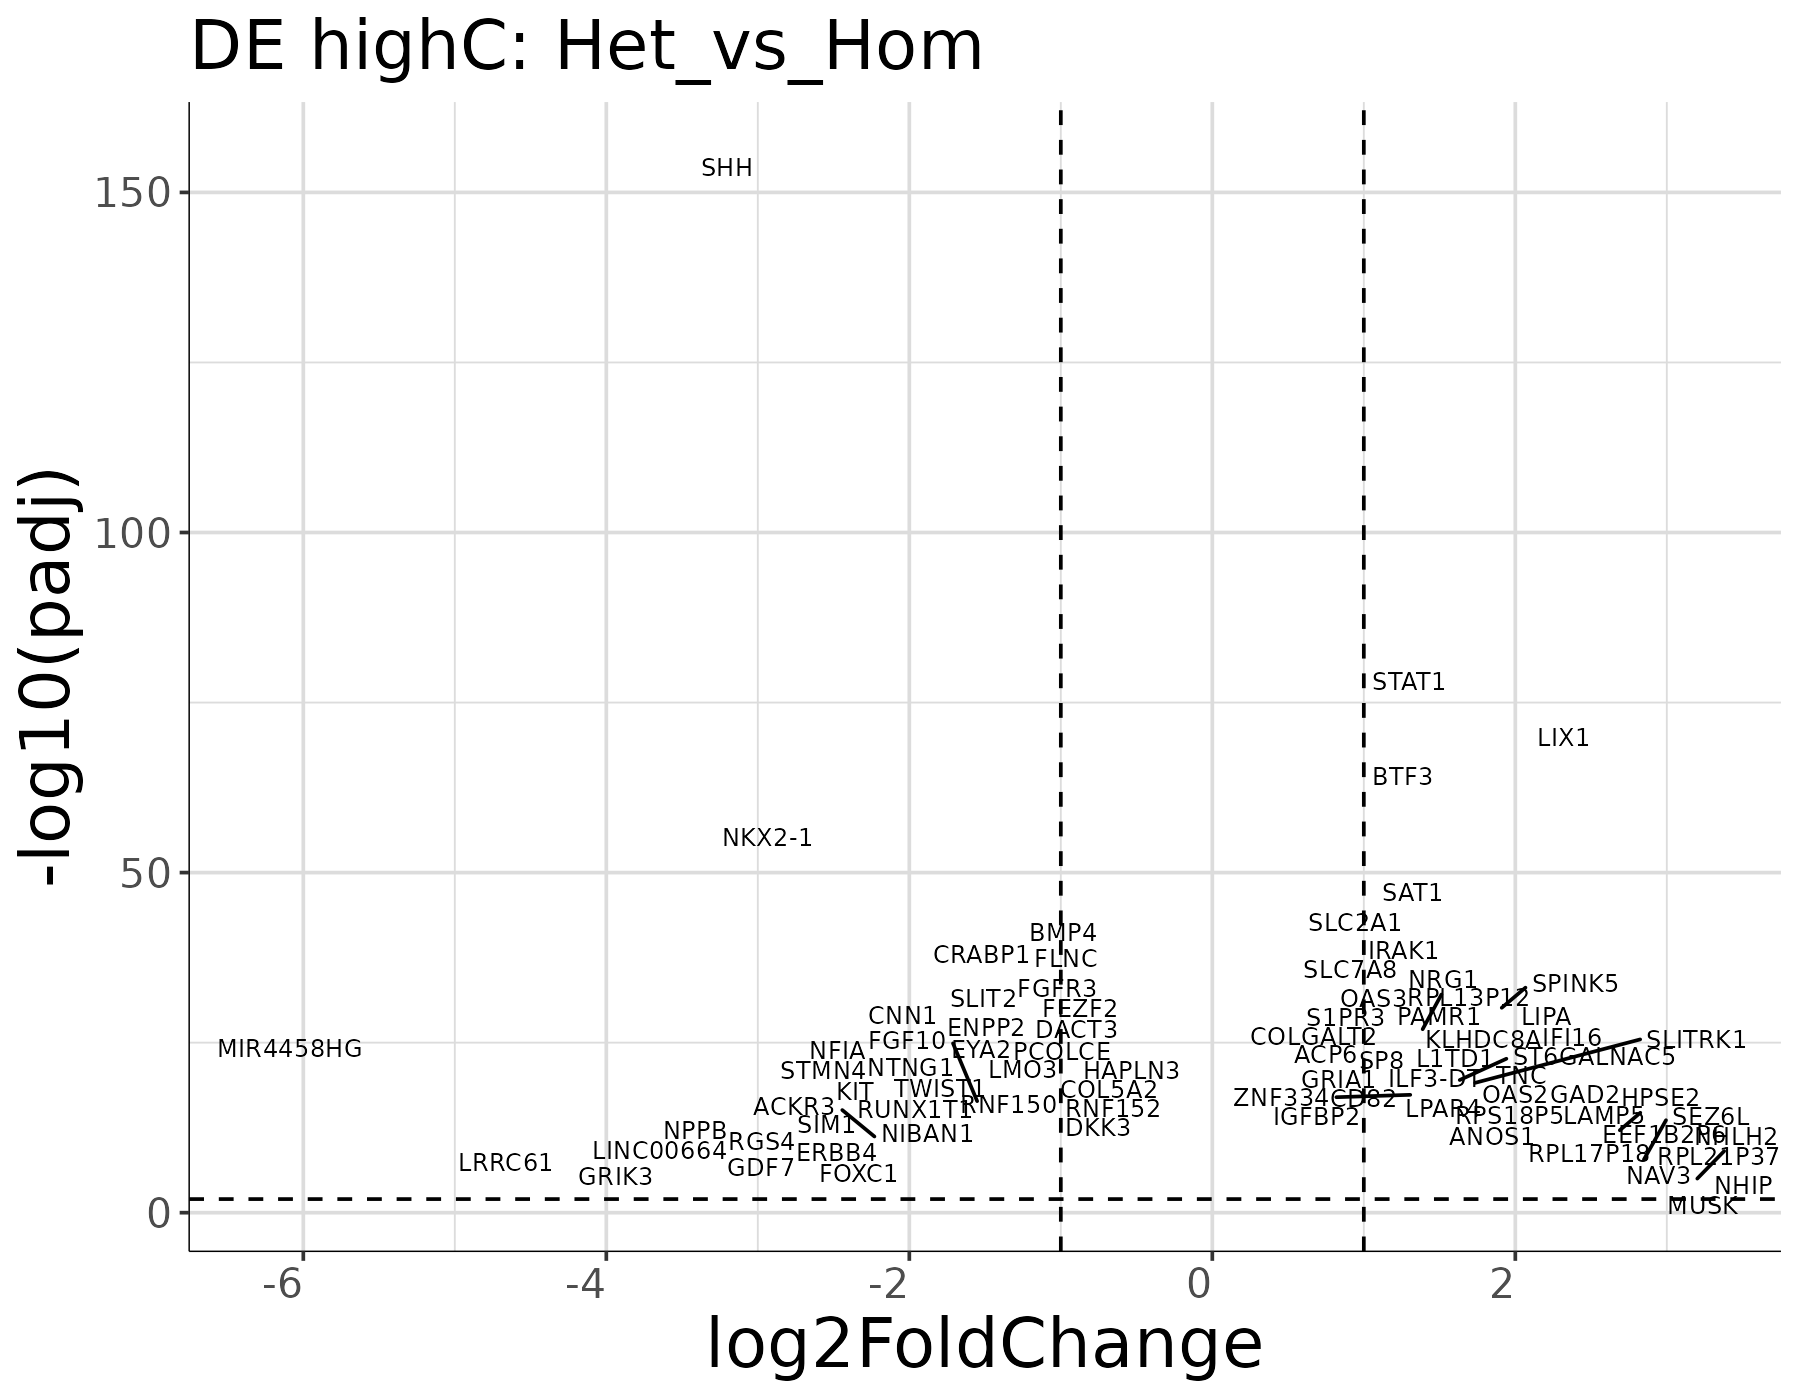 DE highC: Het_vs_Hom
-log10(padj)
150
100
50
0
SHH
STAT1
LIX1
BTF3
NKX2-1
SAT1
SLC2A1
BMP4
IRAK1
CRABP1
FLNC
SLC7A8
NRG1
SPINK5
FGFR3
SLIT2
OAS3
RPL13P12
FEZF2
CNN1
S1PR3
PAMR1
LIPA
ENPP2
DACT3
FGF10
COLGALT2
KLHDC8A
IFI16
SLITRK1
MIR4458HG
NFIA
EYA2
PCOLCE
ACP6
SP8
L1TD1
ST6GALNAC5
STMN4
NTNG1
LMO3
HAPLN3
GRIA1
ILF3-DT
TNC
KIT
TWIST1
COL5A2
ZNF334
CD82
OAS2
GAD2
HPSE2
ACKR3
RUNX1T1
RNF150
RNF152
IGFBP2
LPAR4
RPS18P5
LAMP5
SEZ6L
SIM1
NPPB
NIBAN1
DKK3
ANOS1
EEF1B2P6
NHLH2
RGS4
LINC00664
ERBB4
RPL17P18
RPL21P37
LRRC61
GDF7
GRIK3
FOXC1
NAV3
NHIP
MUSK
-6
-4
-2
0
2
log2FoldChange